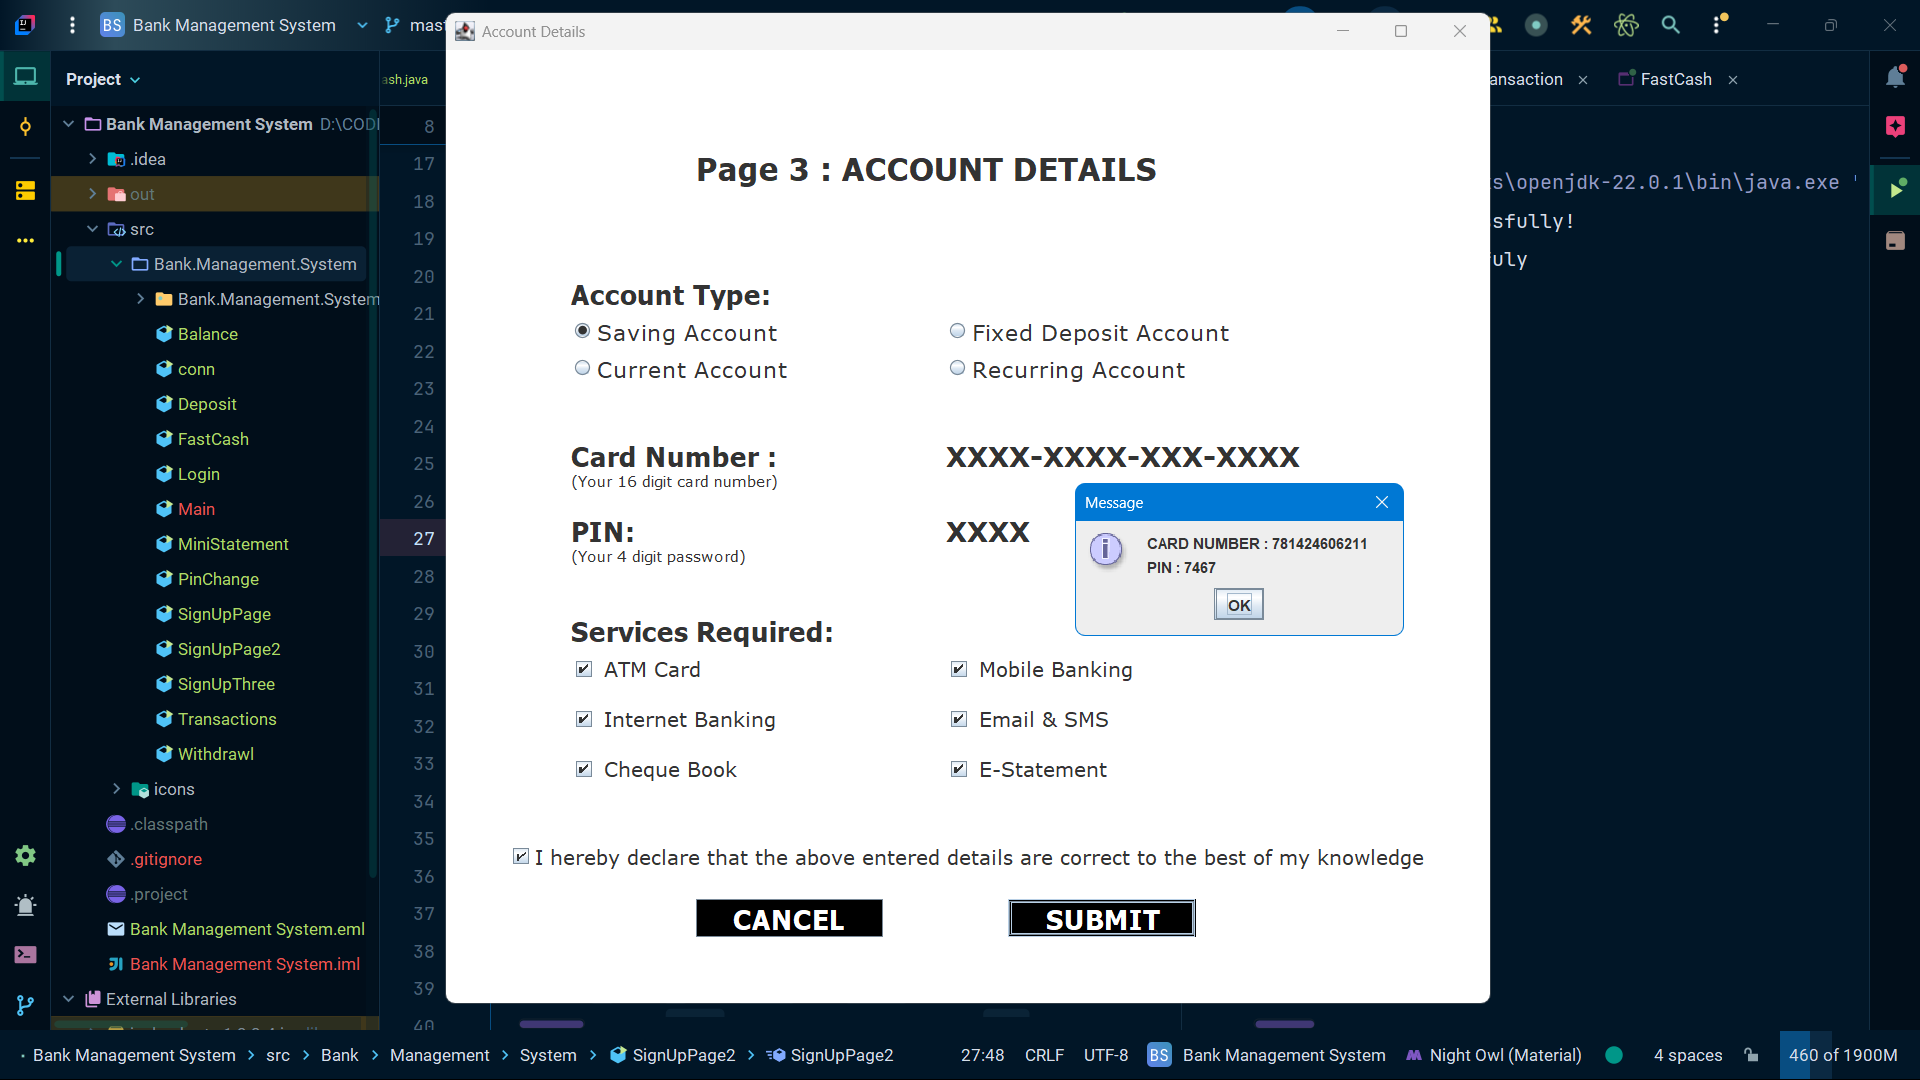 BS Bank Management System
Account Details
Project
ash.java
ansaction
FastCash
Bank Management System
8
.idea
17
out
18
src
19
Bank.Management.System
20
Bank.Management.System
21
Balance
22
conn
23
Deposit
24
FastCash
25
Login
26
Main
27
MiniStatement
28
PinChange
29
SignUpPage
30
SignUpPage2
31
SignUpThree
32
Transactions
33
Withdrawl
34
icons
35
.classpath
36
.gitignore
37
.project
38
Bank Management System.eml
39
Bank Management System.iml
40
External Libraries
s\openjdk-22.0.1\bin\java.exe "
sfully!
uly
Page 3 : ACCOUNT DETAILS
Account Type:
Saving Account
Fixed Deposit Account
Current Account
Recurring Account
Card Number :
XXXX-XXXX-XXX-XXXX
(Your 16 digit card number)
PIN:
XXXX
(Your 4 digit password)
Message
CARD NUMBER : 781424606211
PIN : 7467
OK
Services Required:
ATM Card
Mobile Banking
Internet Banking
Email & SMS
Cheque Book
E-Statement
I hereby declare that the above entered details are correct to the best of my knowledge
CANCEL
SUBMIT
Bank Management System > src > Bank > Management > System > SignUpPage2 > SignUpPage2
27:48 CRLF UTF-8 BS Bank Management System Night Owl (Material) 4 spaces 460 of 1900M